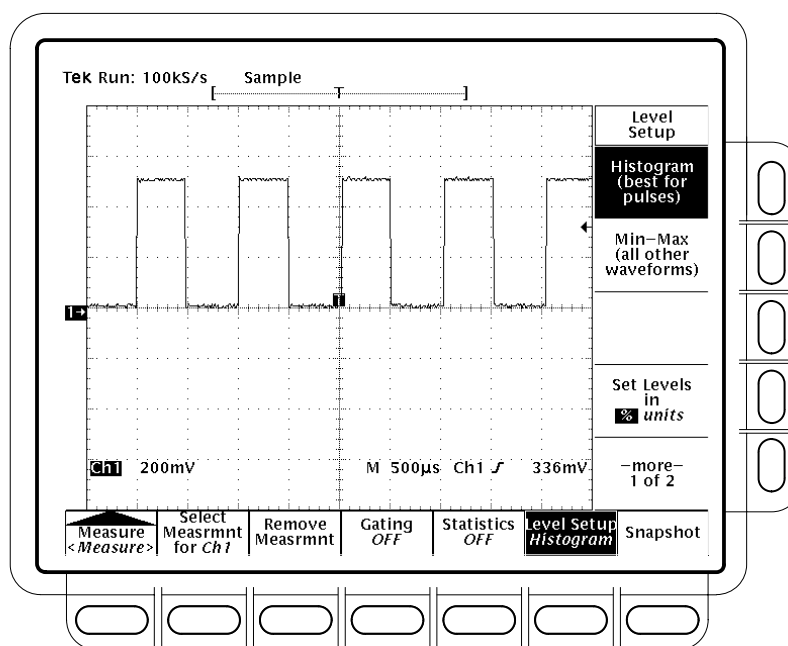 Tek Run: 100kS/s Sample
[ T ]
Level
Setup
Histogram
(best for
pulses)
Min–Max
(all other
waveforms)
Set Levels
in
% units
–more–
1 of 2
T
1→
Ch1 200mV M 500µs Ch1 336mV
Measure
<Measure>
Select
Measrmnt
for Ch1
Remove
Measrmnt
Gating
OFF
Statistics
OFF
Level Setup
Histogram
Snapshot